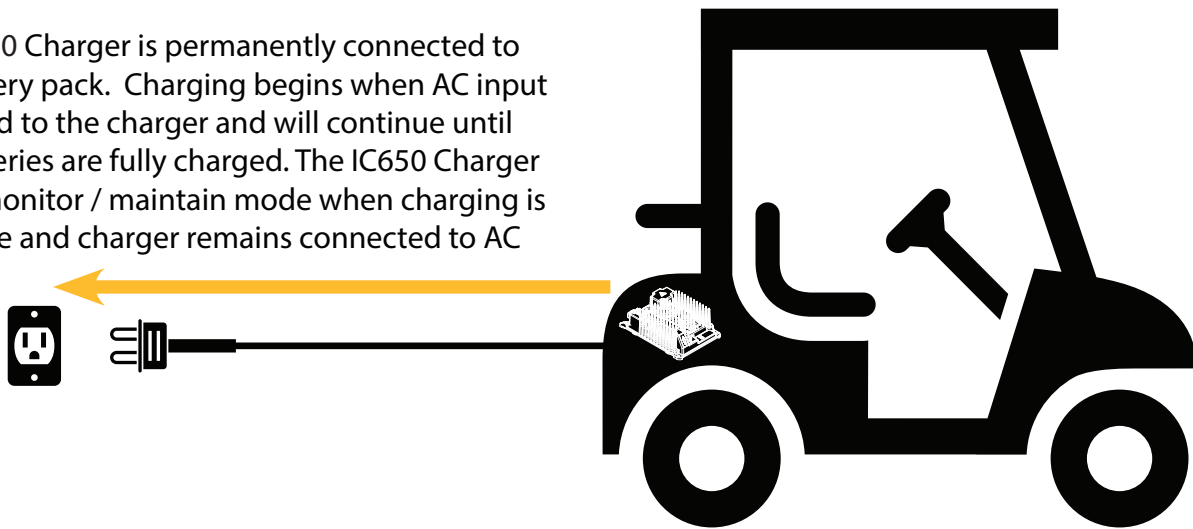 0 Charger is permanently connected to
ery pack. Charging begins when AC input
d to the charger and will continue until
eries are fully charged. The IC650 Charger
onitor / maintain mode when charging is
e and charger remains connected to AC